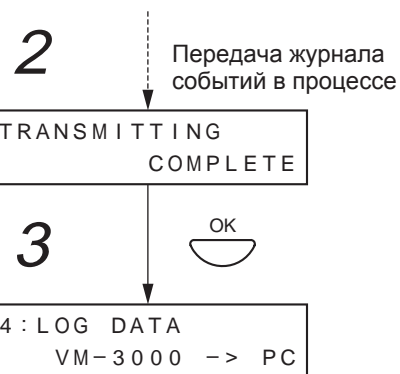 2
Передача журнала
событий в процессе
TRANSMITTING
COMPLETE
3
OK
4:LOG DATA
VM-3000 -> PC